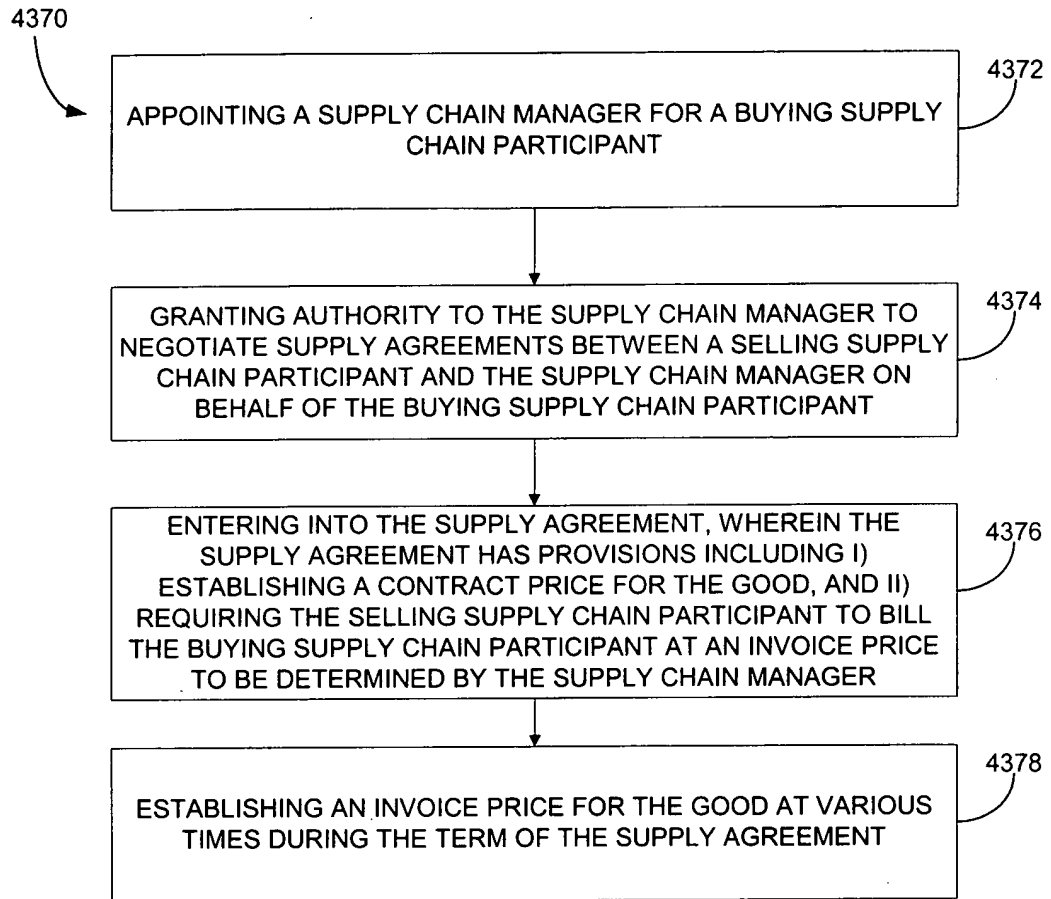 4370
4372
APPOINTING A SUPPLY CHAIN MANAGER FOR A BUYING SUPPLY
CHAIN PARTICIPANT
4374
GRANTING AUTHORITY TO THE SUPPLY CHAIN MANAGER TO
NEGOTIATE SUPPLY AGREEMENTS BETWEEN A SELLING SUPPLY
CHAIN PARTICIPANT AND THE SUPPLY CHAIN MANAGER ON
BEHALF OF THE BUYING SUPPLY CHAIN PARTICIPANT
4376
ENTERING INTO THE SUPPLY AGREEMENT, WHEREIN THE
SUPPLY AGREEMENT HAS PROVISIONS INCLUDING I)
ESTABLISHING A CONTRACT PRICE FOR THE GOOD, AND II)
REQUIRING THE SELLING SUPPLY CHAIN PARTICIPANT TO BILL
THE BUYING SUPPLY CHAIN PARTICIPANT AT AN INVOICE PRICE
TO BE DETERMINED BY THE SUPPLY CHAIN MANAGER
4378
ESTABLISHING AN INVOICE PRICE FOR THE GOOD AT VARIOUS
TIMES DURING THE TERM OF THE SUPPLY AGREEMENT